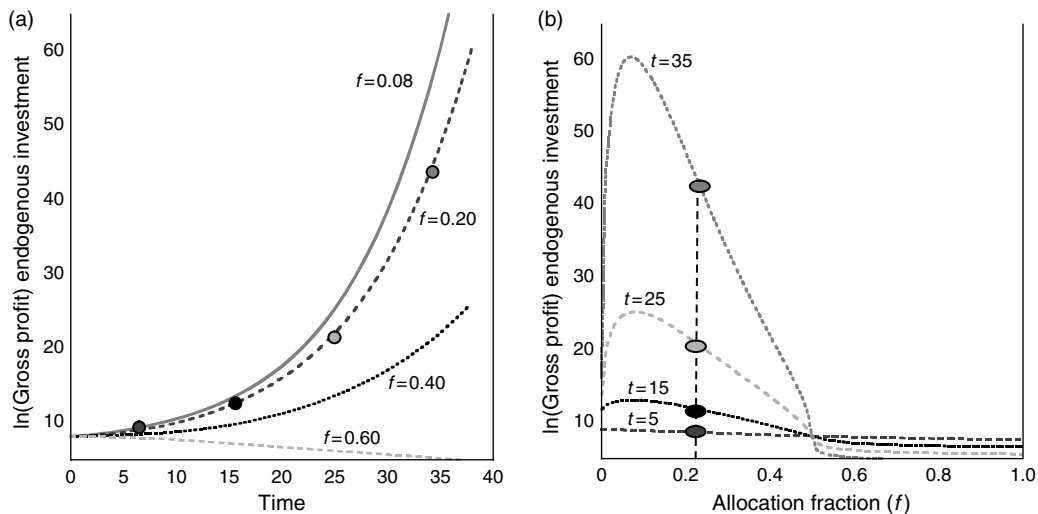 (a)
ln(Gross profit) endogenous investment
60
50
40
30
20
10
f=0.08
f=0.20
f=0.40
f=0.60
0 5 10 15 20 25 30 35 40
Time
(b)
ln(Gross profit) endogenous investment
60
50
40
30
20
10
t=35
t=25
t=15
t=5
0 0.2 0.4 0.6 0.8 1.0
Allocation fraction (f)